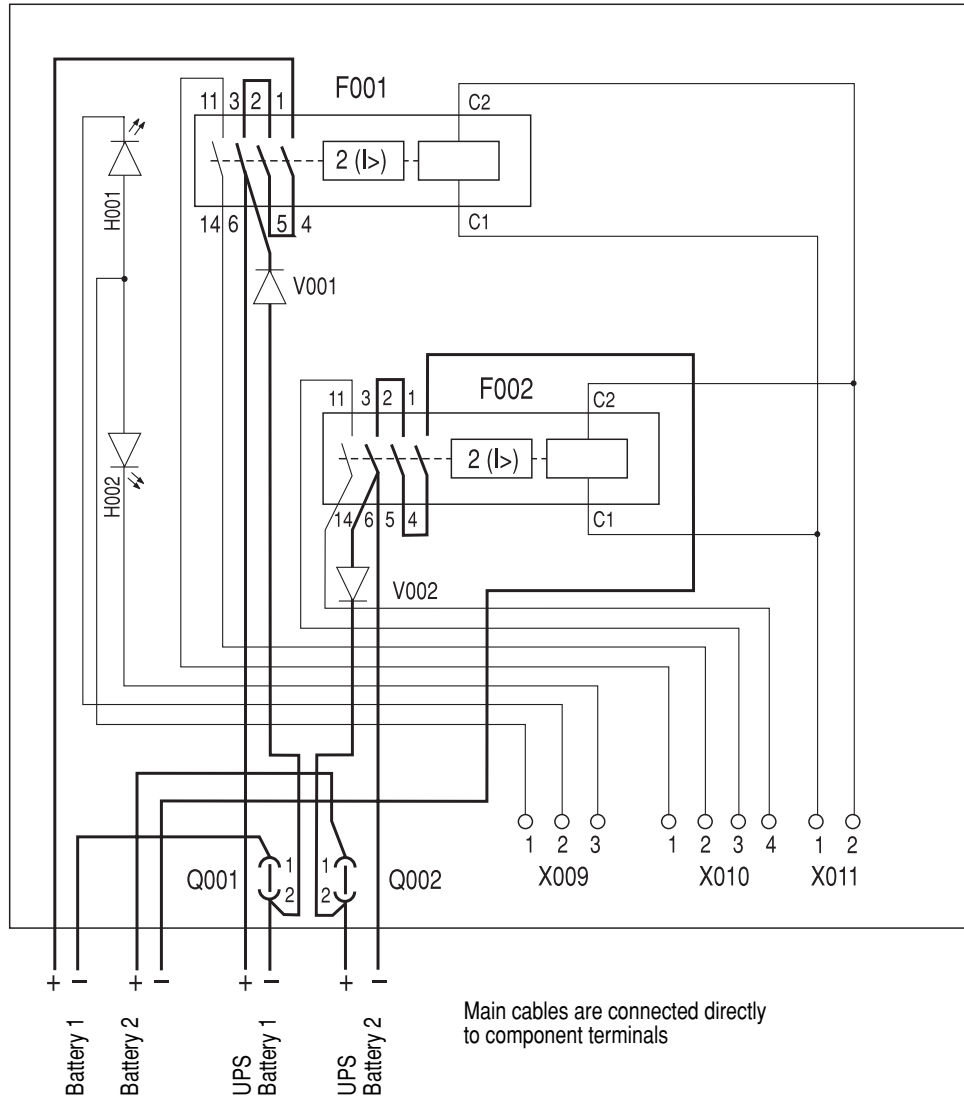 F001
11 3 2 1
C2
2 (I>)
H001
14 6 5 4
C1
V001
F002
11 3 2 1
C2
2 (I>)
H002
14 6 5 4
C1
V002
1 2 3
1 2 3 4
1 2
X009
X010
X011
Q001
1
2
1
2
Q002
+ −
+ −
+ −
+ −
Battery 1
Battery 2
UPS
Battery 1
UPS
Battery 2
Main cables are connected directly
to component terminals